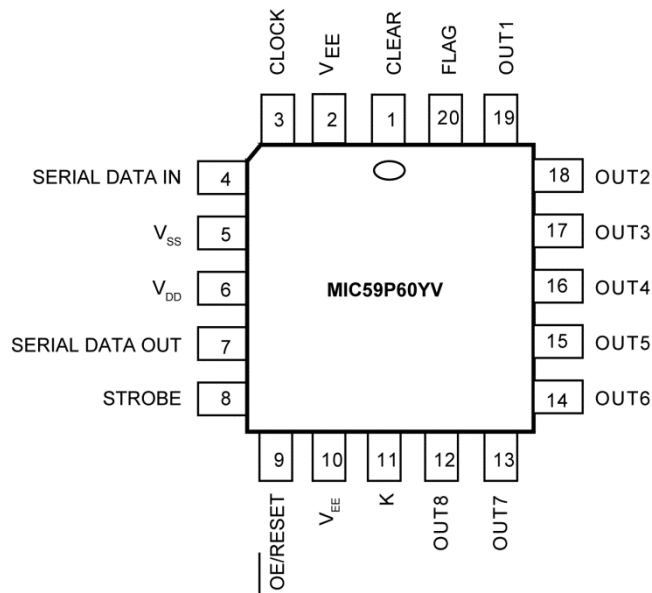 CLOCK
VEE
CLEAR
FLAG
OUT1
3
2
1
20
19
SERIAL DATA IN 4
18 OUT2
VSS 5
17 OUT3
VDD 6
MIC59P60YV
16 OUT4
SERIAL DATA OUT 7
15 OUT5
STROBE 8
14 OUT6
9
10
11
12
13
OE/RESET
VEE
K
OUT8
OUT7